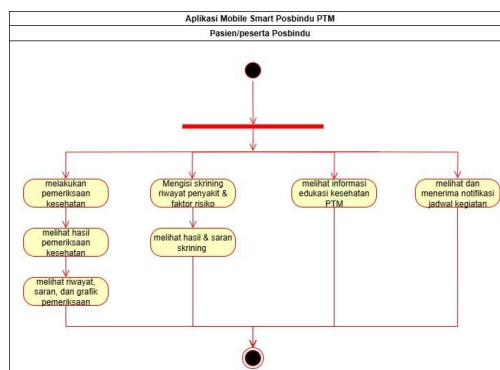 Aplikasi Mobile Smart Posbindu PTM
Pasien/peserta Posbindu
melakukan
pemeriksaan
kesehatan
Mengisi skrining
riwayat penyakit &
faktor risiko
melihat informasi
edukasi kesehatan
PTM
melihat dan
menerima notifikasi
jadwal kegiatan
melihat hasil
pemeriksaan
kesehatan
melihat hasil & saran
skrining
melihat riwayat,
saran, dan grafik
pemeriksaan